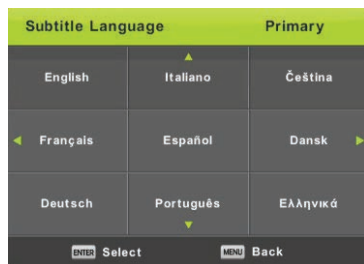 Subtitle Language Primary
English Italiano Čeština
Français Español Dansk
Deutsch Português Ελληνικά
ENTER Select MENU Back